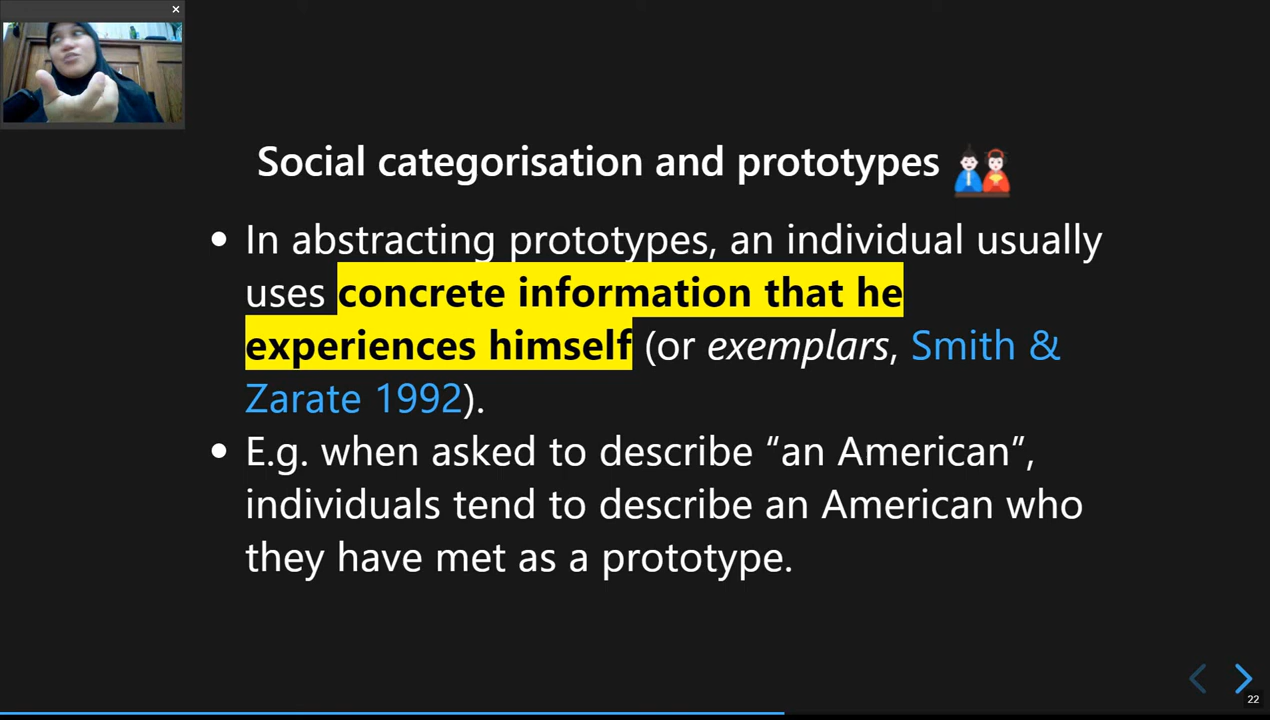 Social categorisation and prototypes
• In abstracting prototypes, an individual usually
uses concrete information that he
experiences himself (or exemplars, Smith &
Zarate 1992).
• E.g. when asked to describe “an American”,
individuals tend to describe an American who
they have met as a prototype.
22